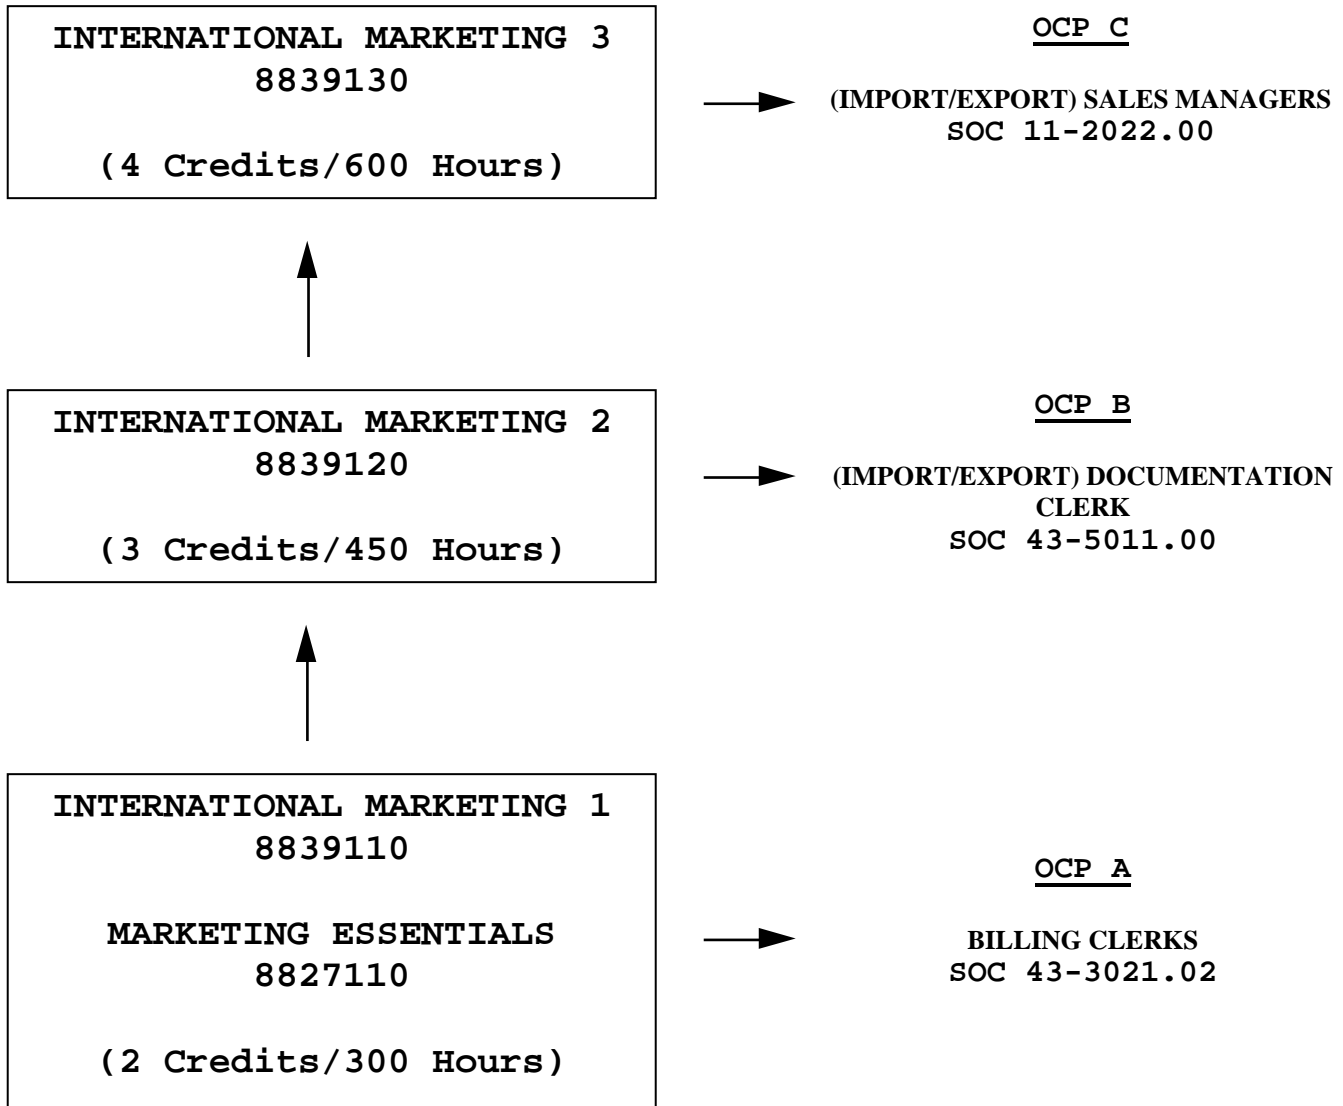 INTERNATIONAL MARKETING 3
8839130
(4 Credits/600 Hours)
OCP C
(IMPORT/EXPORT) SALES MANAGERS
SOC 11-2022.00
INTERNATIONAL MARKETING 2
8839120
(3 Credits/450 Hours)
OCP B
(IMPORT/EXPORT) DOCUMENTATION
CLERK
SOC 43-5011.00
INTERNATIONAL MARKETING 1
8839110
MARKETING ESSENTIALS
8827110
(2 Credits/300 Hours)
OCP A
BILLING CLERKS
SOC 43-3021.02